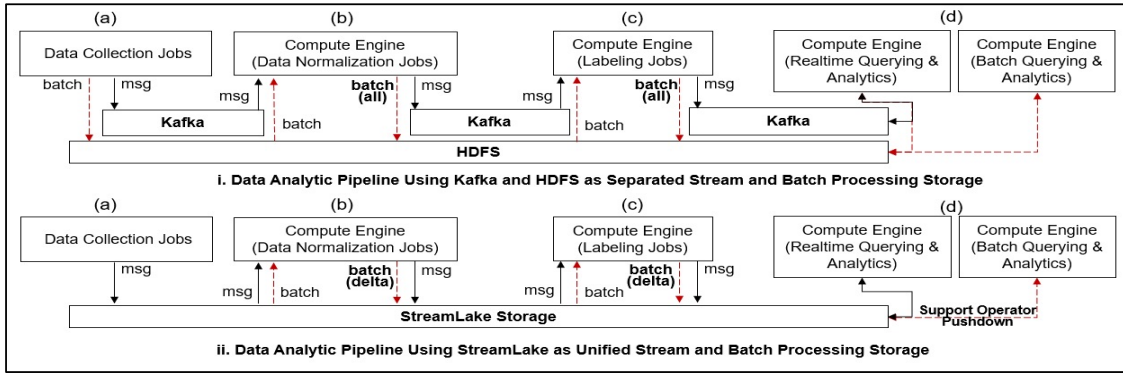 (a)
(b)
(c)
(d)
Data Collection Jobs
Compute Engine
(Data Normalization Jobs)
Compute Engine
(Labeling Jobs)
Compute Engine
(Realtime Querying &
Analytics)
Compute Engine
(Batch Querying &
Analytics)
batch
msg
msg
batch
batch
(all)
msg
msg
batch
batch
(all)
msg
Kafka
Kafka
Kafka
HDFS
i. Data Analytic Pipeline Using Kafka and HDFS as Separated Stream and Batch Processing Storage
(a)
(b)
(c)
(d)
Data Collection Jobs
Compute Engine
(Data Normalization Jobs)
Compute Engine
(Labeling Jobs)
Compute Engine
(Realtime Querying &
Analytics)
Compute Engine
(Batch Querying &
Analytics)
msg
msg
batch
batch
(delta)
msg
msg
batch
batch
(delta)
msg
Support Operator
Pushdown
StreamLake Storage
ii. Data Analytic Pipeline Using StreamLake as Unified Stream and Batch Processing Storage